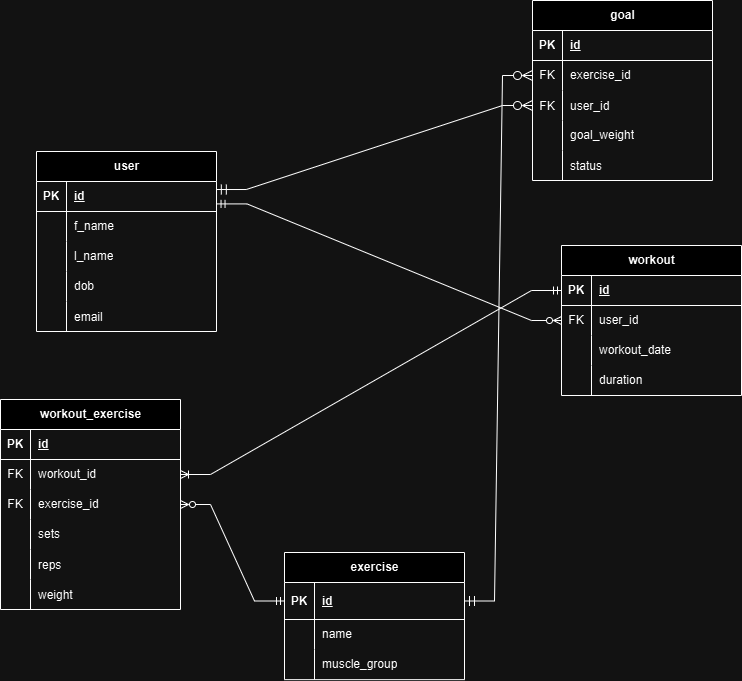 goal
PK id
FK exercise_id
FK user_id
goal_weight
status
user
PK id
f_name
l_name
dob
email
workout
PK id
FK user_id
workout_date
duration
workout_exercise
PK id
FK workout_id
FK exercise_id
sets
reps
weight
exercise
PK id
name
muscle_group